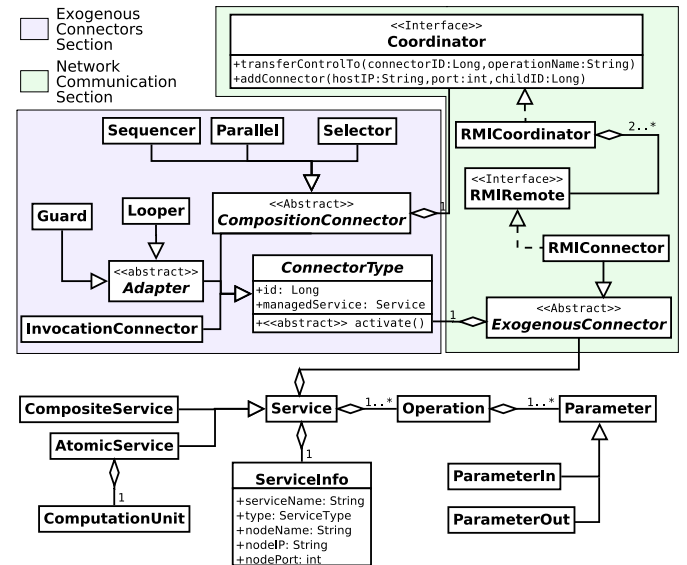 Exogenous
Connectors
Section
Network
Communication
Section
<<Interface>>
Coordinator
+transferControlTo(connectorID:Long,operationName:String)
+addConnector(hostIP:String,port:int,childID:Long)
Sequencer
Parallel
Selector
RMICoordinator
2..*
<<Interface>>
RMIRemote
<<Abstract>>
CompositionConnector
1
Guard
Looper
RMIConnector
<<abstract>>
Adapter
ConnectorType
+id: Long
+managedService: Service
+<<abstract>> activate()
InvocationConnector
1
<<Abstract>>
ExogenousConnector
CompositeService
Service
1..*
Operation
1..*
Parameter
AtomicService
1
ComputationUnit
1
ServiceInfo
+serviceName: String
+type: ServiceType
+nodeName: String
+nodeIP: String
+nodePort: int
ParameterIn
ParameterOut